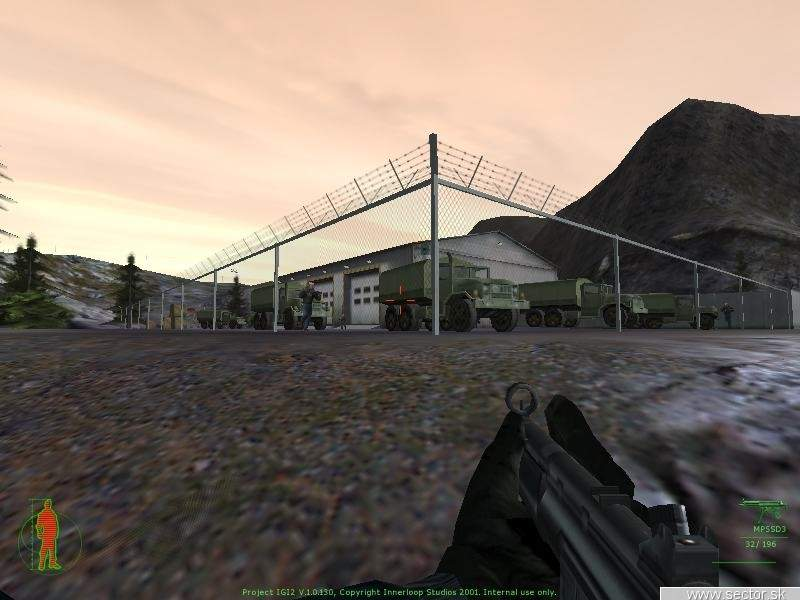 MP5SD3
32/ 196
Project IGI2 V.1.0.130, Copyright Innerloop Studios 2001. Internal use only.
www.sector.sk